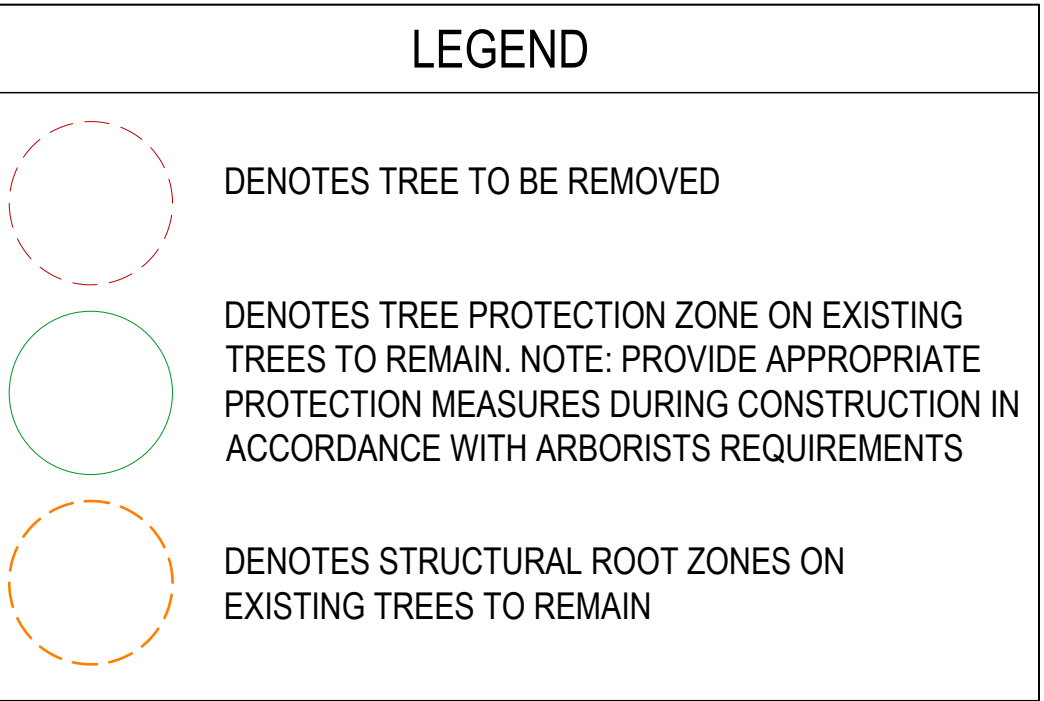 LEGEND
DENOTES TREE TO BE REMOVED
DENOTES TREE PROTECTION ZONE ON EXISTING
TREES TO REMAIN. NOTE: PROVIDE APPROPRIATE
PROTECTION MEASURES DURING CONSTRUCTION IN
ACCORDANCE WITH ARBORISTS REQUIREMENTS
DENOTES STRUCTURAL ROOT ZONES ON
EXISTING TREES TO REMAIN